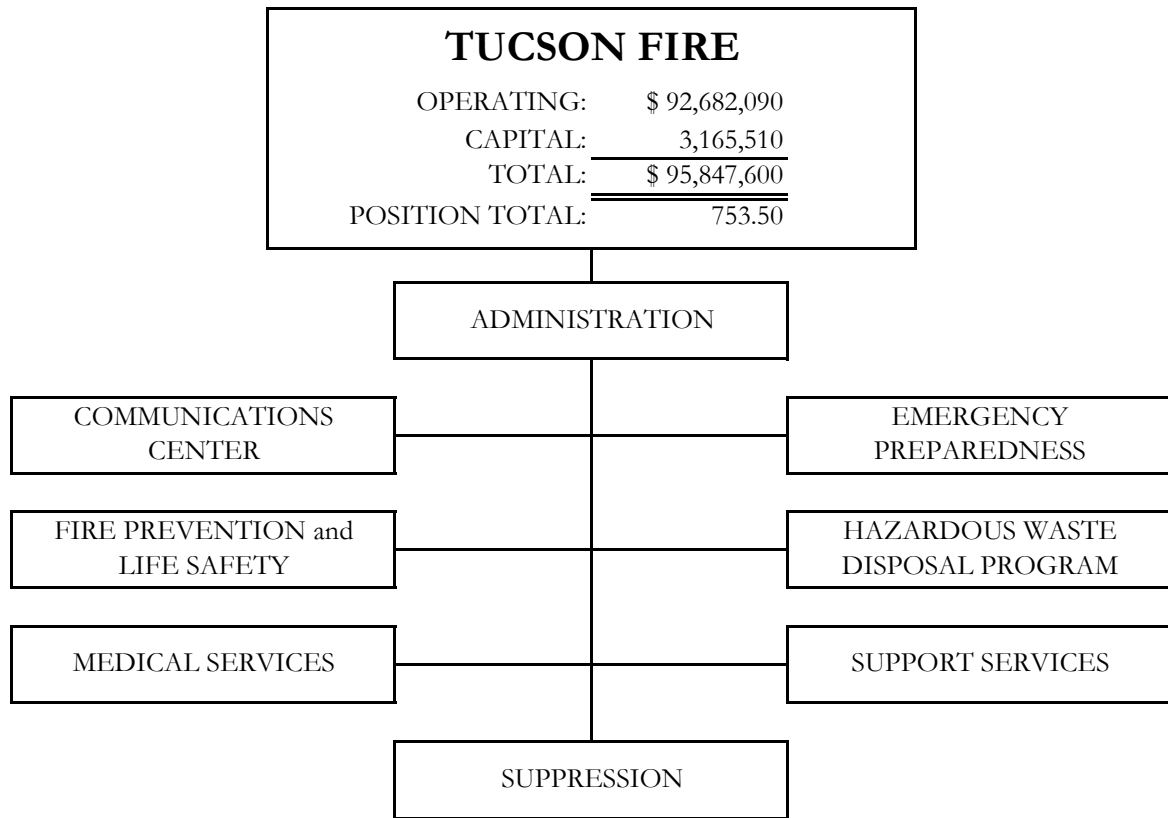 TUCSON FIRE
OPERATING: $ 92,682,090
CAPITAL: 3,165,510
TOTAL: $ 95,847,600
POSITION TOTAL: 753.50
ADMINISTRATION
COMMUNICATIONS
CENTER
EMERGENCY
PREPAREDNESS
FIRE PREVENTION and
LIFE SAFETY
HAZARDOUS WASTE
DISPOSAL PROGRAM
MEDICAL SERVICES
SUPPORT SERVICES
SUPPRESSION